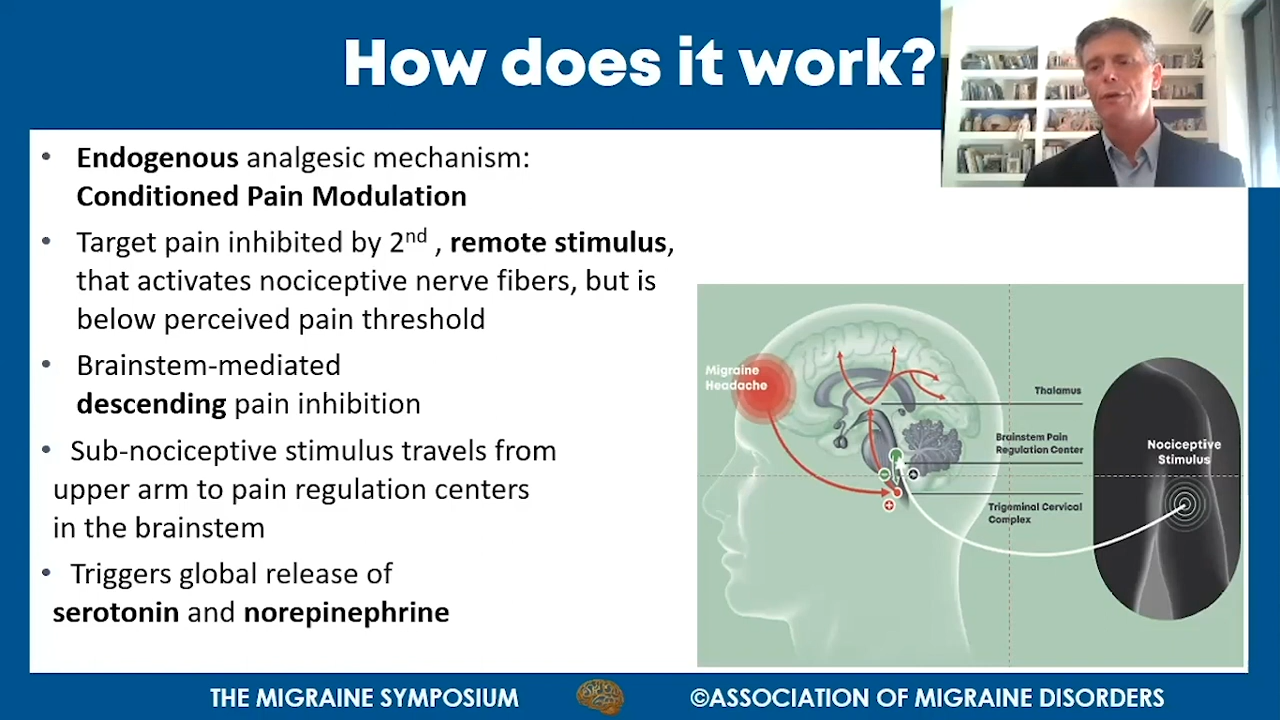 How does it work?
• Endogenous analgesic mechanism:
Conditioned Pain Modulation
• Target pain inhibited by 2nd , remote stimulus,
that activates nociceptive nerve fibers, but is
below perceived pain threshold
• Brainstem-mediated
descending pain inhibition
• Sub-nociceptive stimulus travels from
upper arm to pain regulation centers
in the brainstem
• Triggers global release of
serotonin and norepinephrine
Migraine
Headache
Thalamus
Brainstem Pain
Regulation Center
Trigeminal Cervical
Complex
Nociceptive
Stimulus
THE MIGRAINE SYMPOSIUM
©ASSOCIATION OF MIGRAINE DISORDERS